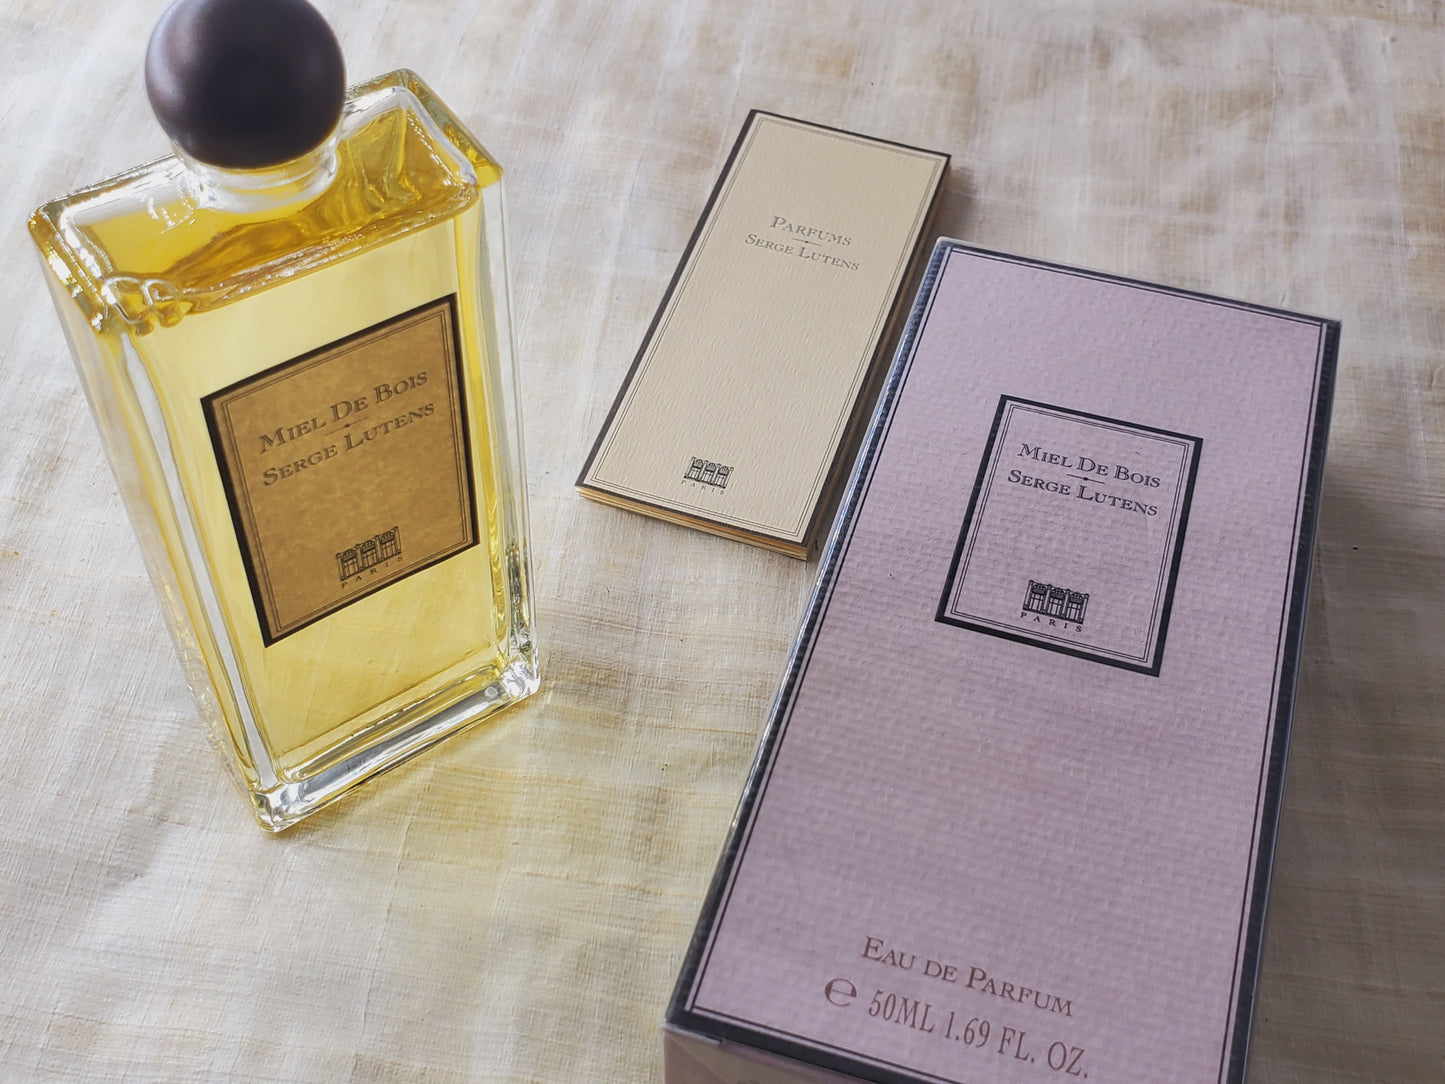 Miel De Bois
Serge Lutens
PARIS
Parfums
Serge Lutens
PARIS
Miel De Bois
Serge Lutens
PARIS
Eau de Parfum
℮ 50ML 1.69 FL. OZ.